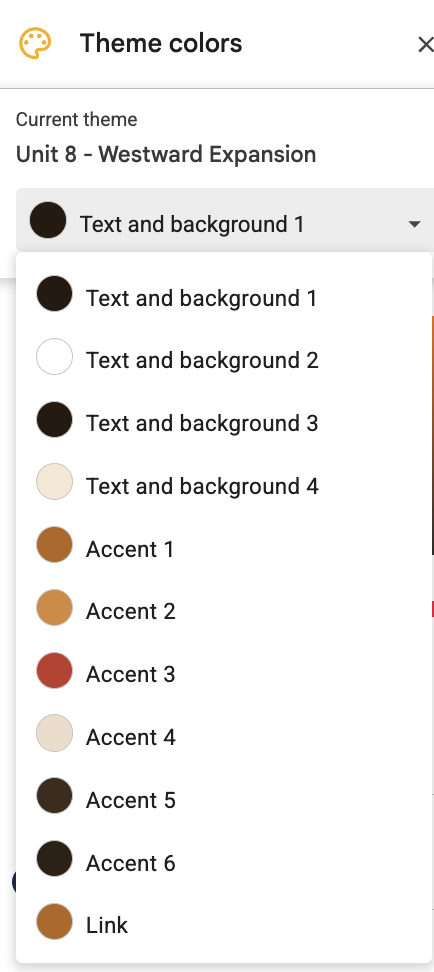 Theme colors
Current theme
Unit 8 - Westward Expansion
Text and background 1
Text and background 1
Text and background 2
Text and background 3
Text and background 4
Accent 1
Accent 2
Accent 3
Accent 4
Accent 5
Accent 6
Link